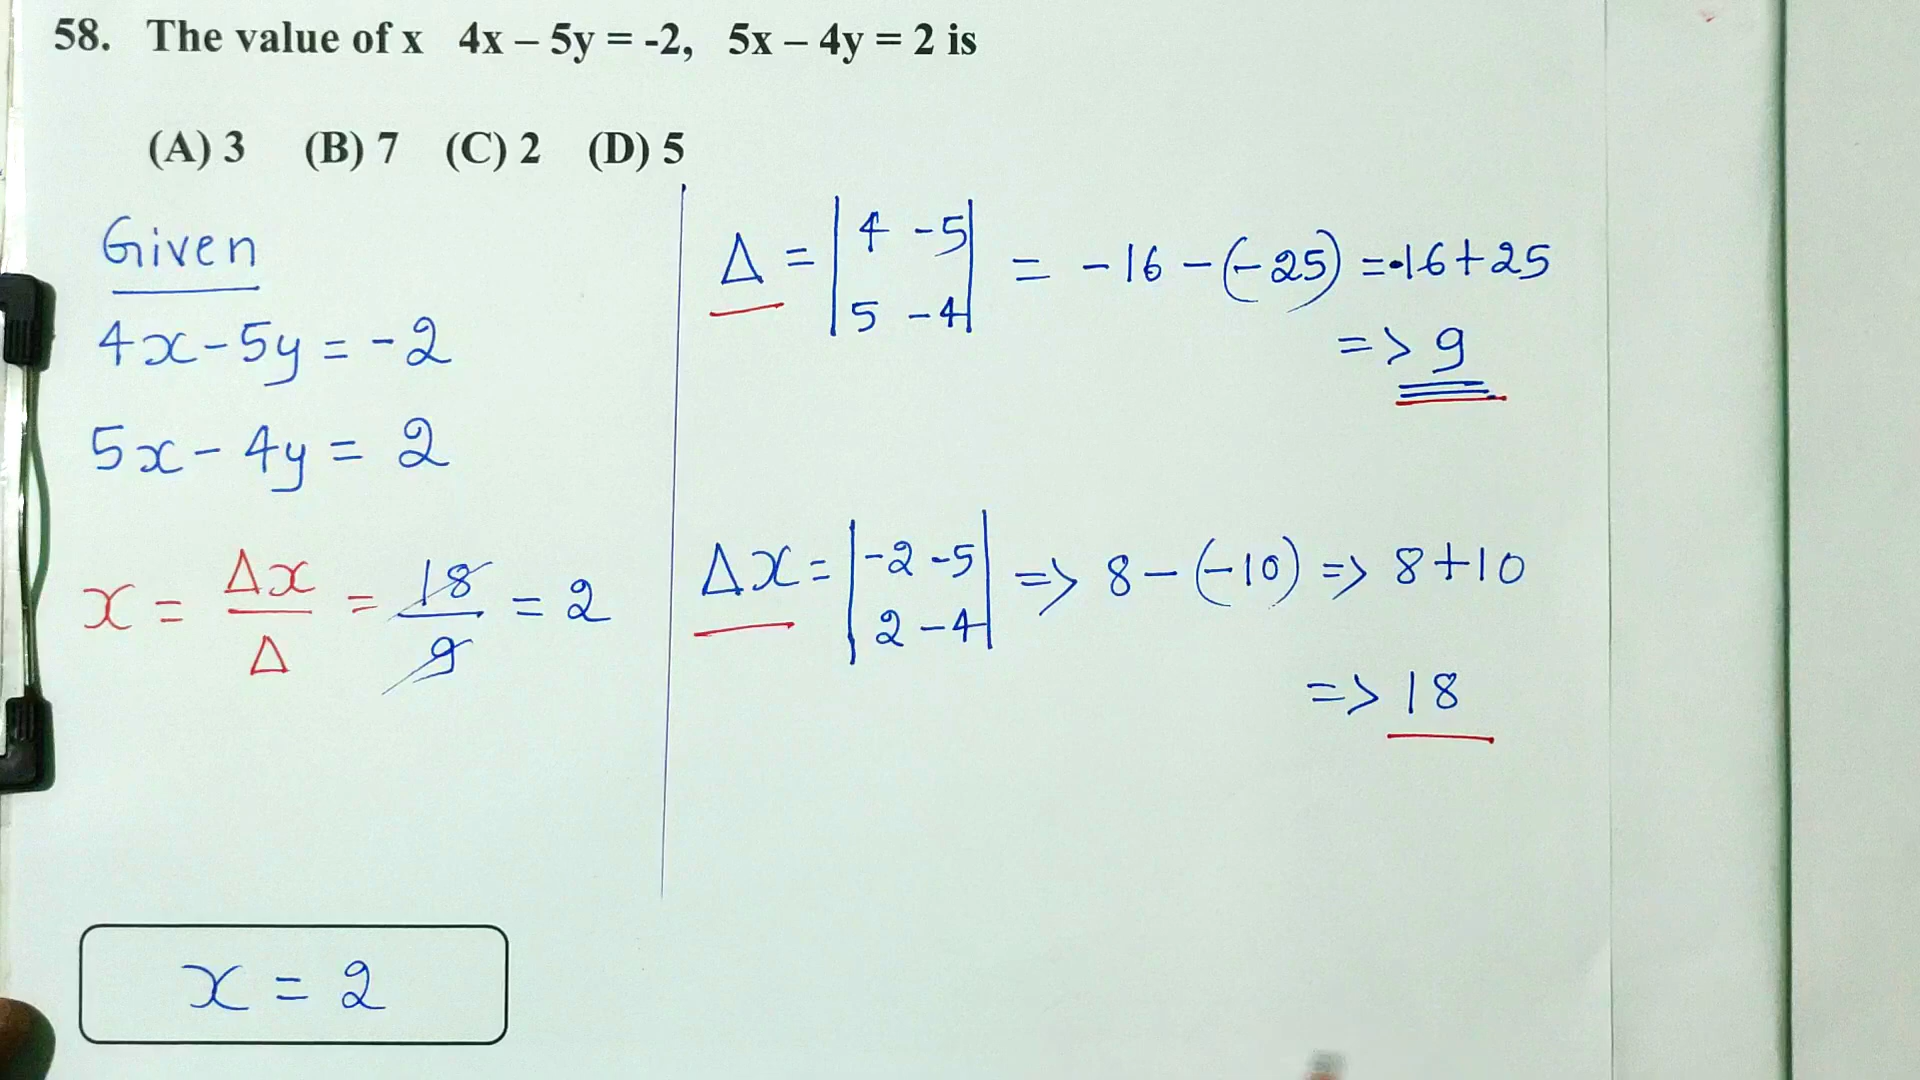 58. The value of x 4x – 5y = -2, 5x – 4y = 2 is
(A) 3 (B) 7 (C) 2 (D) 5
Given
4x - 5y = -2
5x - 4y = 2
x = Δx / Δ = 18 / 9 = 2
x = 2
Δ = | 4 -5 | = -16 - (-25) = -16 + 25
| 5 -4 |
=> 9
Δx = | -2 -5 | => 8 - (-10) => 8 + 10
| 2 -4 |
=> 18